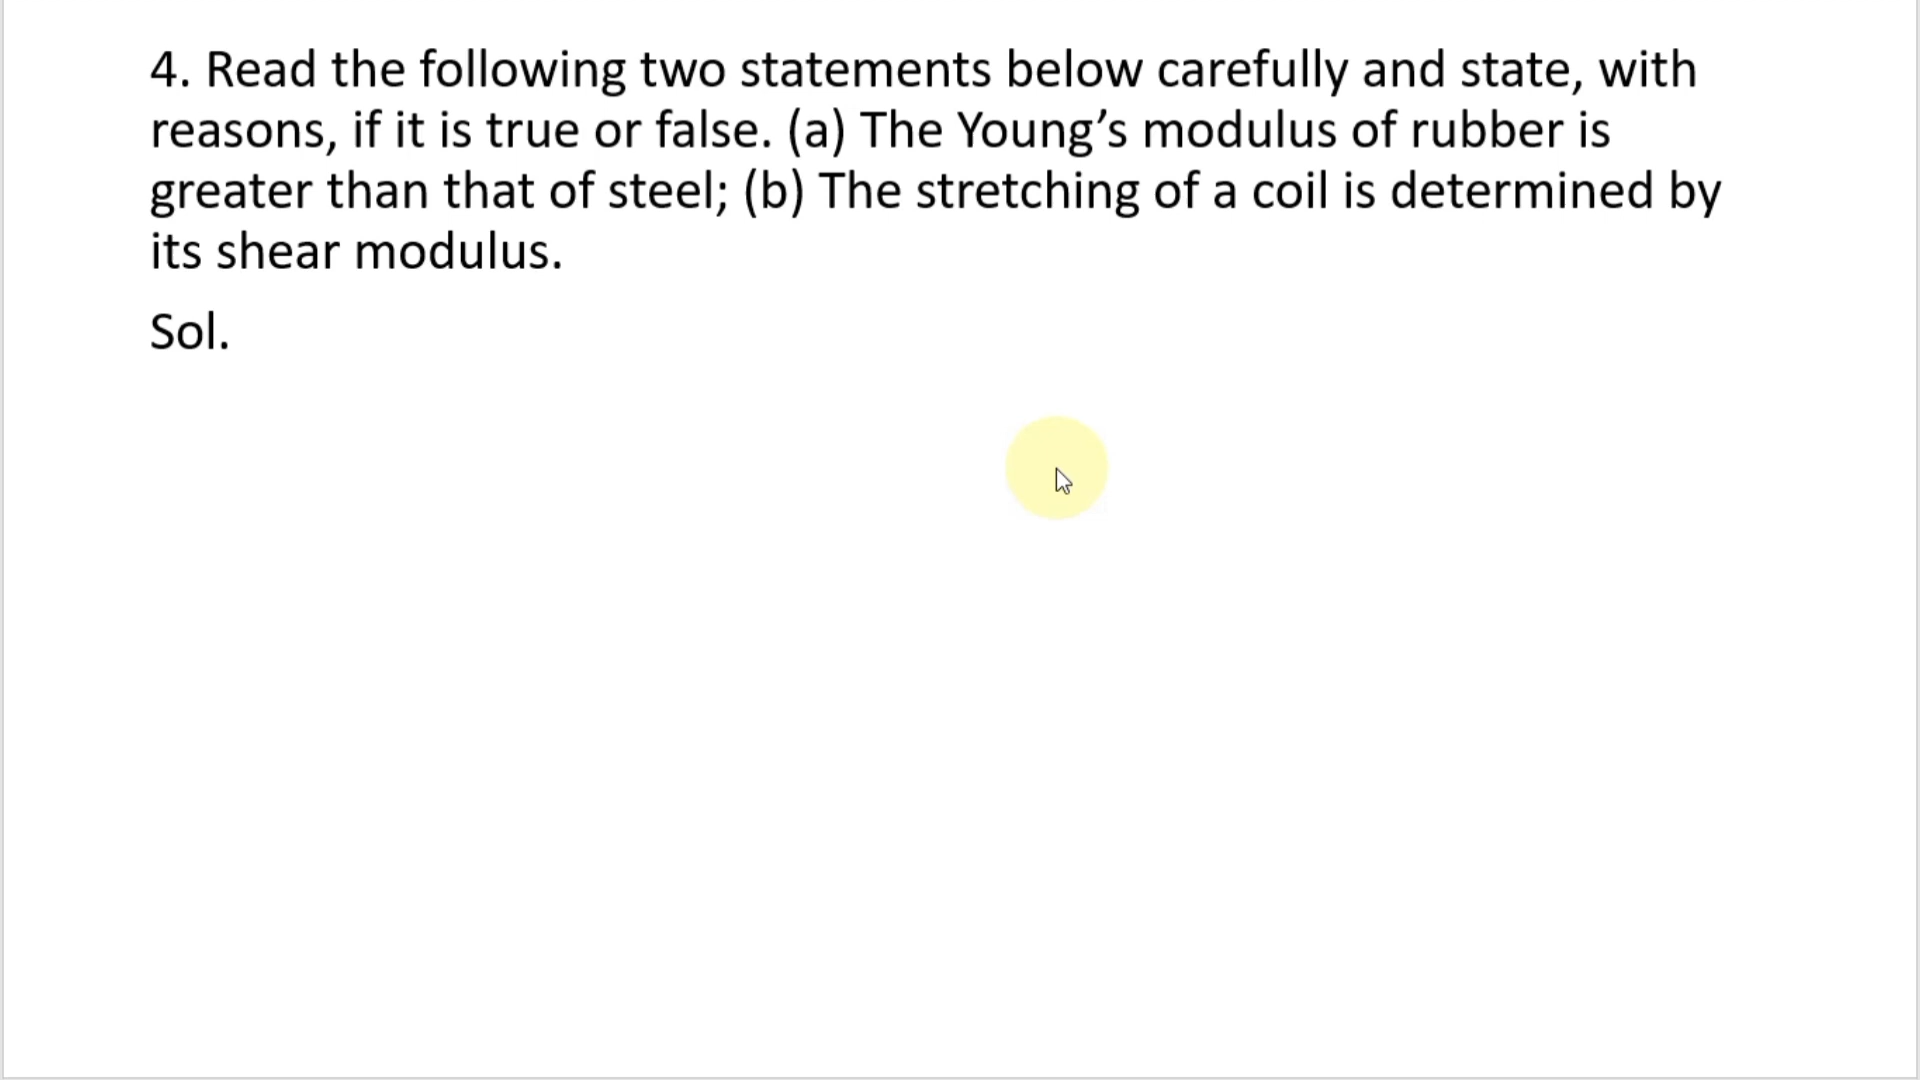 4. Read the following two statements below carefully and state, with
reasons, if it is true or false. (a) The Young’s modulus of rubber is
greater than that of steel; (b) The stretching of a coil is determined by
its shear modulus.
Sol.